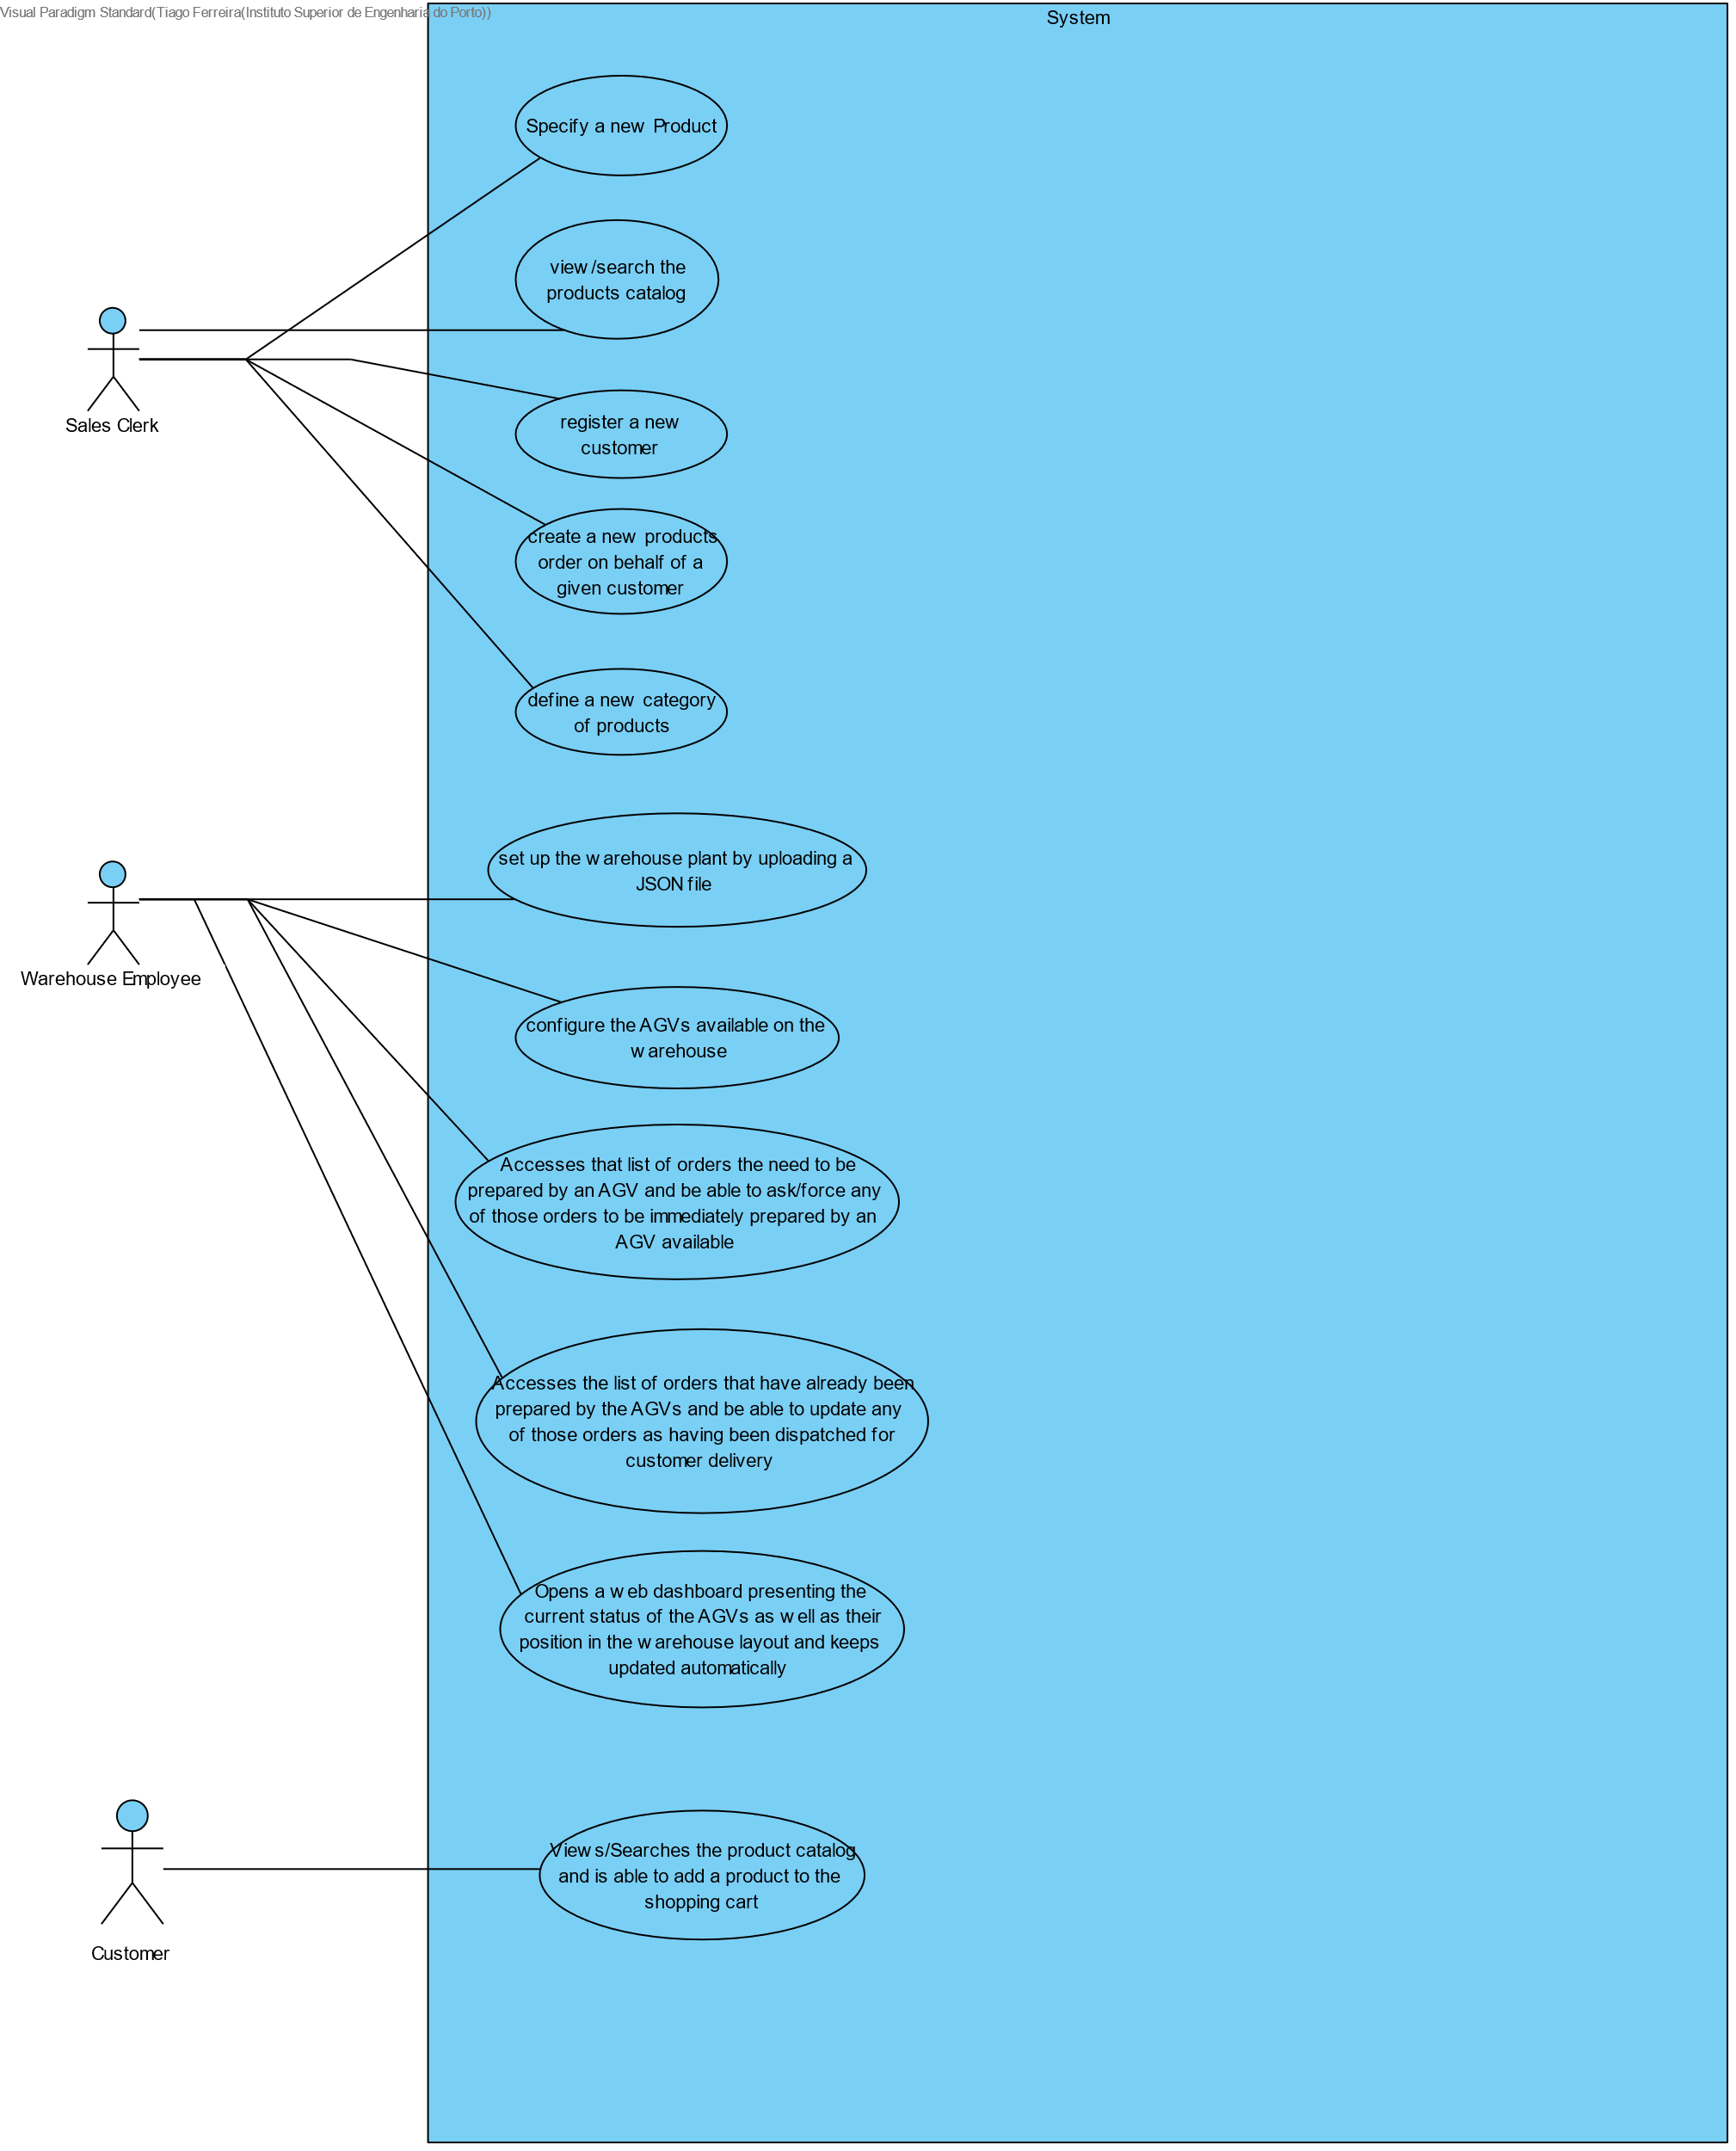 Visual Paradigm Standard(Tiago Ferreira(Instituto Superior de Engenharia do Porto))
System
Specify a new Product
view/search the
products catalog
Sales Clerk
register a new
customer
create a new products
order on behalf of a
given customer
define a new category
of products
set up the warehouse plant by uploading a
JSON file
Warehouse Employee
configure the AGVs available on the
warehouse
Accesses that list of orders the need to be
prepared by an AGV and be able to ask/force any
of those orders to be immediately prepared by an
AGV available
Accesses the list of orders that have already been
prepared by the AGVs and be able to update any
of those orders as having been dispatched for
customer delivery
Opens a web dashboard presenting the
current status of the AGVs as well as their
position in the warehouse layout and keeps
updated automatically
Views/Searches the product catalog
and is able to add a product to the
shopping cart
Customer